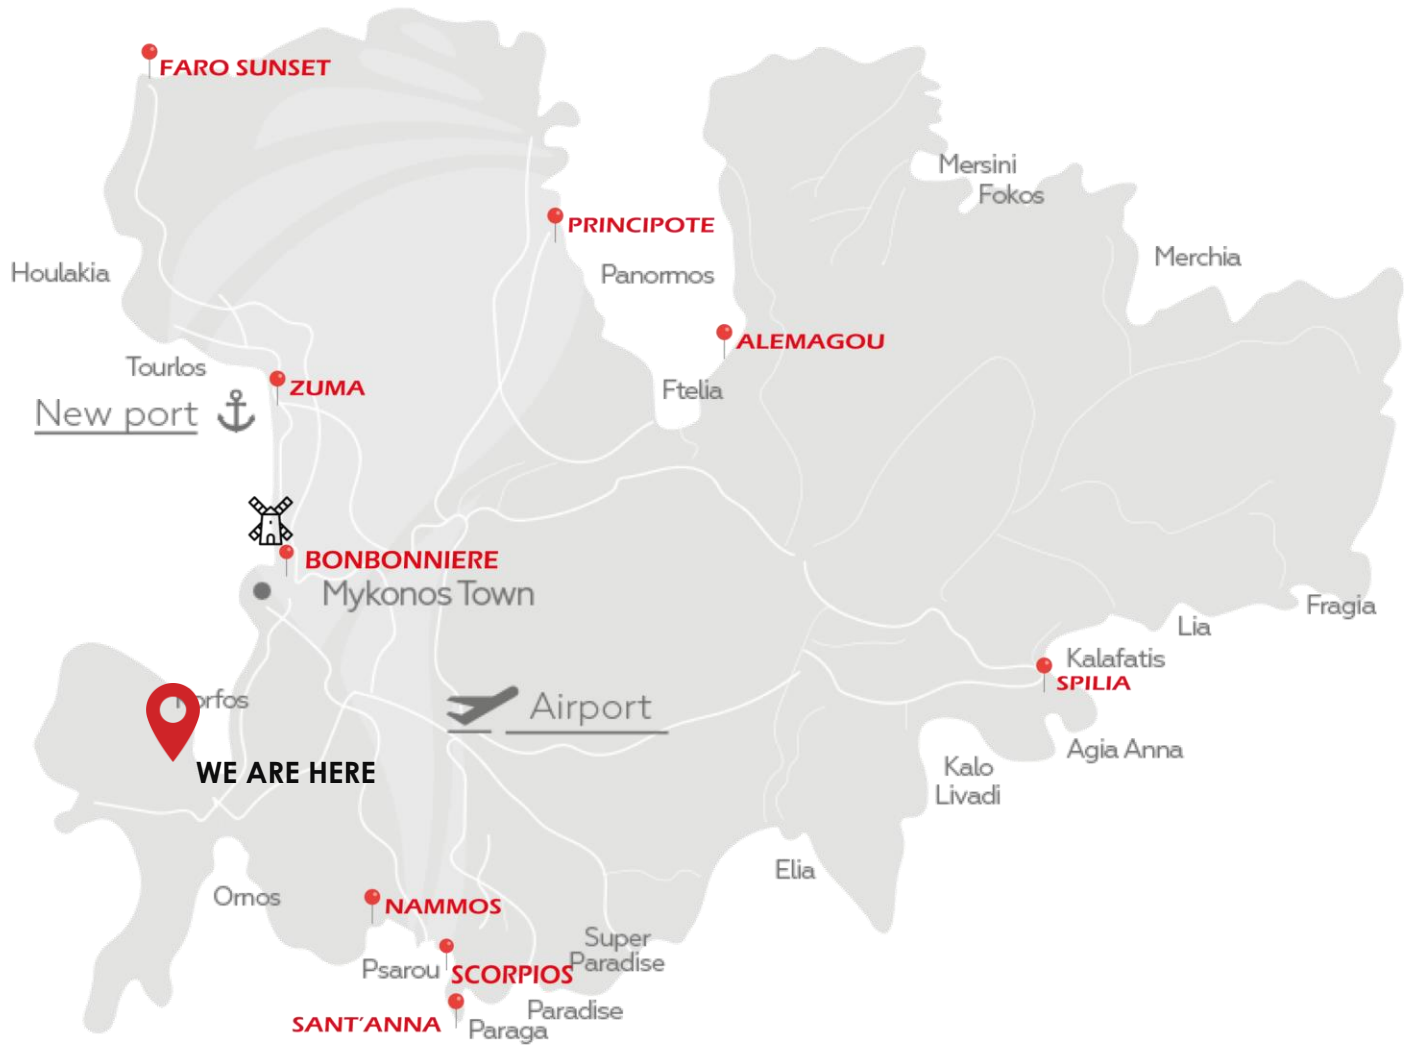 FARO SUNSET
Mersini
Fokos
PRINCIPOTE
Merchia
Houlakia
Panormos
ALEMAGOU
Tourlos
ZUMA
Ftelia
New port
BONBONNIERE
Mykonos Town
Fragia
Lia
Kalafatis
SPILIA
Airport
Agia Anna
WE ARE HERE
Kalo
Livadi
Elia
Ornos
NAMMOS
Super
Paradise
Psarou
SCORPIOS
Paradise
SANT'ANNA
Paraga